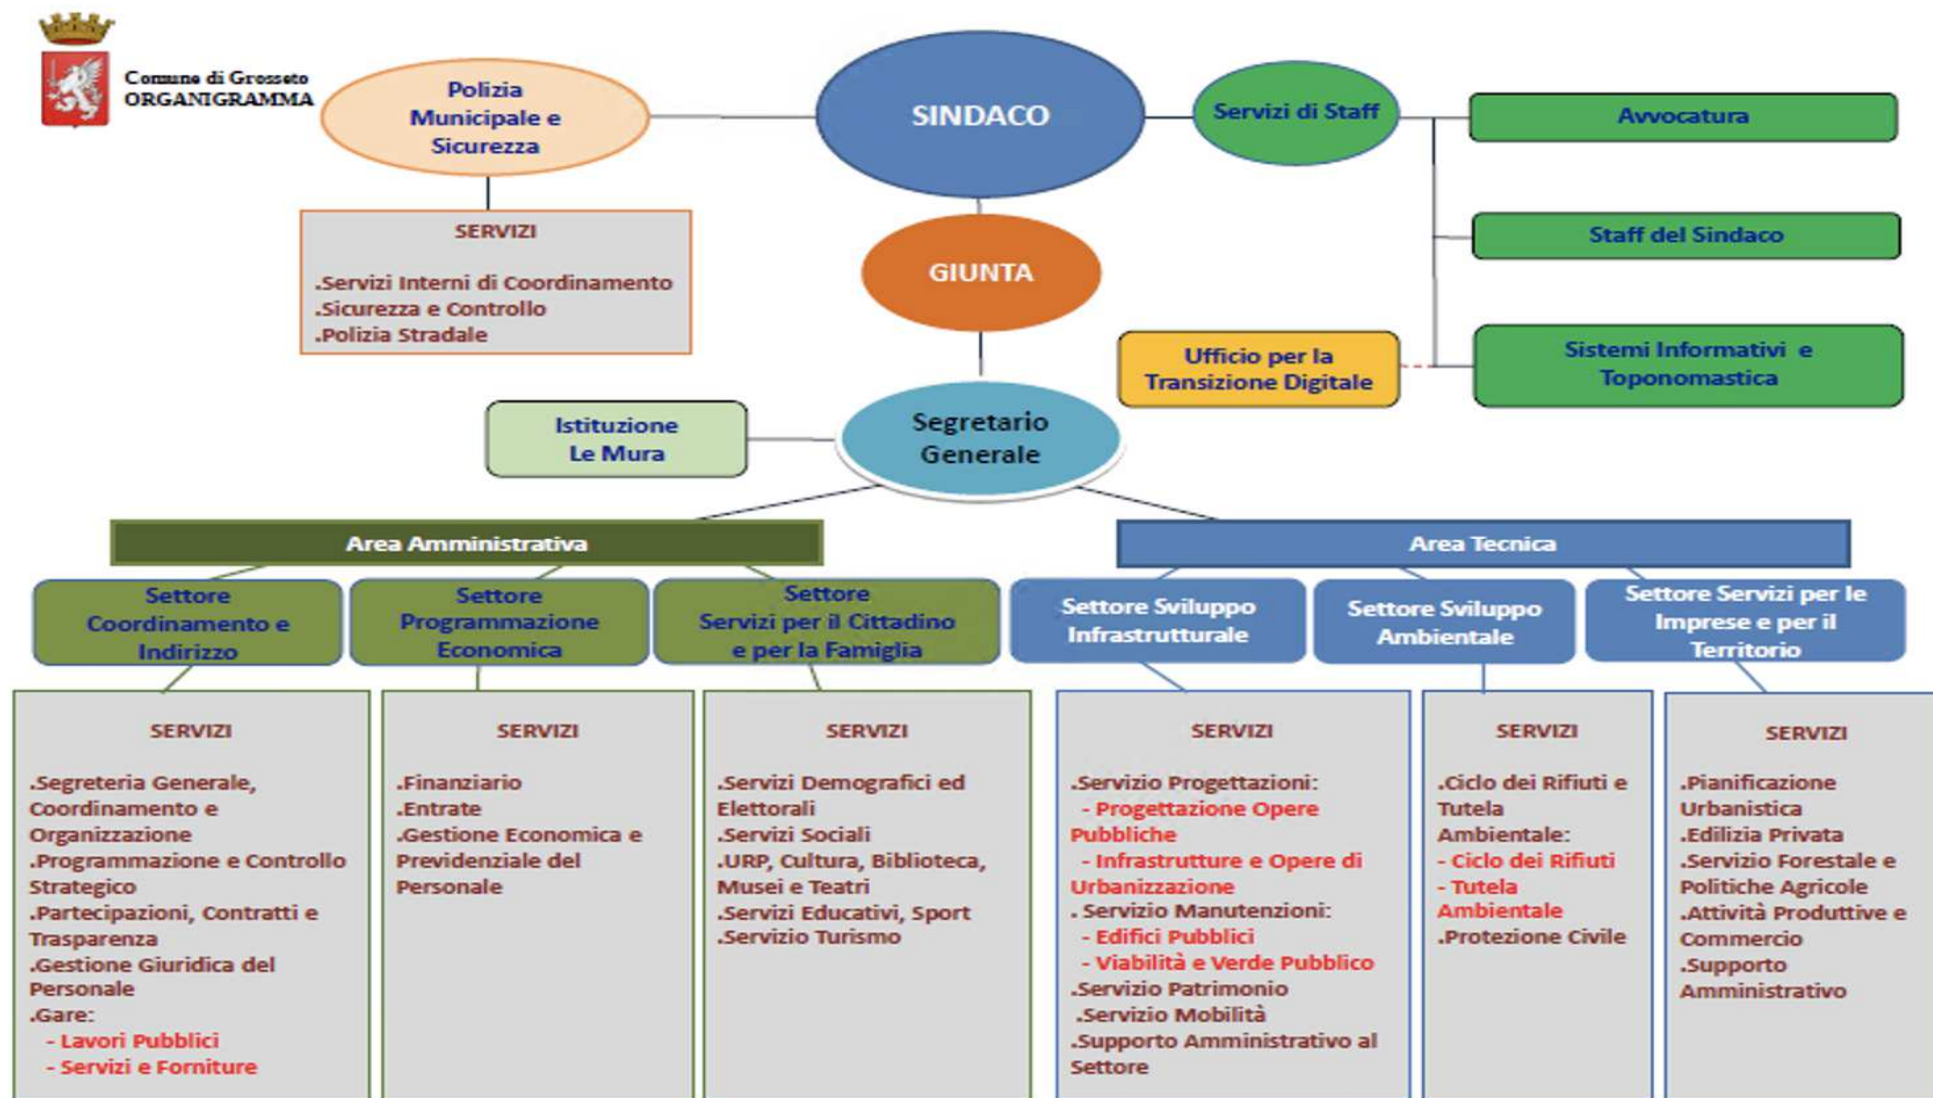 Comune di Grosseto
ORGANIGRAMMA
Polizia
Municipale e
Sicurezza
SINDACO
Servizi di Staff
Avvocatura
Staff del Sindaco
Sistemi Informativi e
Toponomastica
Ufficio per la
Transizione Digitale
SERVIZI
.Servizi Interni di Coordinamento
.Sicurezza e Controllo
.Polizia Stradale
GIUNTA
Istituzione
Le Mura
Segretario
Generale
Area Amministrativa
Area Tecnica
Settore
Coordinamento e
Indirizzo
Settore
Programmazione
Economica
Settore
Servizi per il Cittadino
e per la Famiglia
Settore Sviluppo
Infrastrutturale
Settore Sviluppo
Ambientale
Settore Servizi per le
Imprese e per il
Territorio
SERVIZI
.Segreteria Generale,
Coordinamento e
Organizzazione
.Programmazione e Controllo
Strategico
.Partecipazioni, Contratti e
Trasparenza
.Gestione Giuridica del
Personale
.Gare:
- Lavori Pubblici
- Servizi e Forniture
SERVIZI
.Finanziario
.Entrate
.Gestione Economica e
Previdenziale del
Personale
SERVIZI
.Servizi Demografici ed
Elettorali
.Servizi Sociali
.URP, Cultura, Biblioteca,
Musei e Teatri
.Servizi Educativi, Sport
.Servizio Turismo
SERVIZI
.Servizio Progettazioni:
- Progettazione Opere
Pubbliche
- Infrastrutture e Opere di
Urbanizzazione
. Servizio Manutenzioni:
- Edifici Pubblici
- Viabilità e Verde Pubblico
.Servizio Patrimonio
.Servizio Mobilità
.Supporto Amministrativo al
Settore
SERVIZI
.Ciclo dei Rifiuti e
Tutela
Ambientale:
- Ciclo dei Rifiuti
- Tutela
Ambientale
.Protezione Civile
SERVIZI
.Pianificazione
Urbanistica
.Edilizia Privata
.Servizio Forestale e
Politiche Agricole
.Attività Produttive e
Commercio
.Supporto
Amministrativo